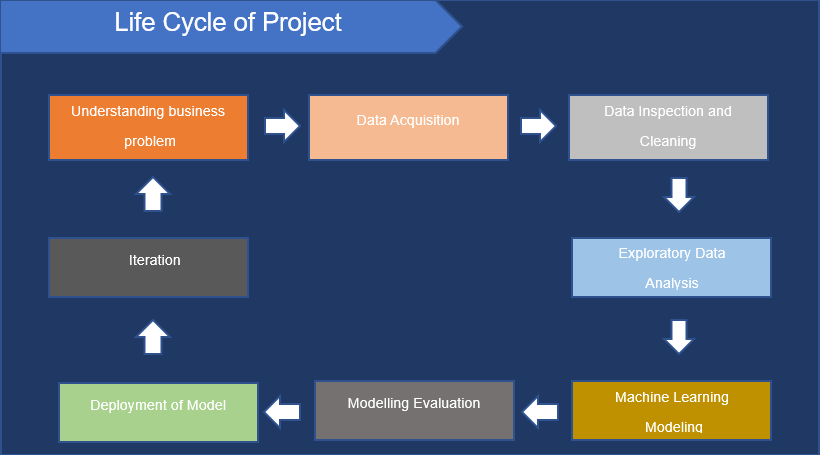 Life Cycle of Project
Understanding business
problem
Data Acquisition
Data Inspection and
Cleaning
Iteration
Exploratory Data
Analysis
Deployment of Model
Modelling Evaluation
Machine Learning
Modeling